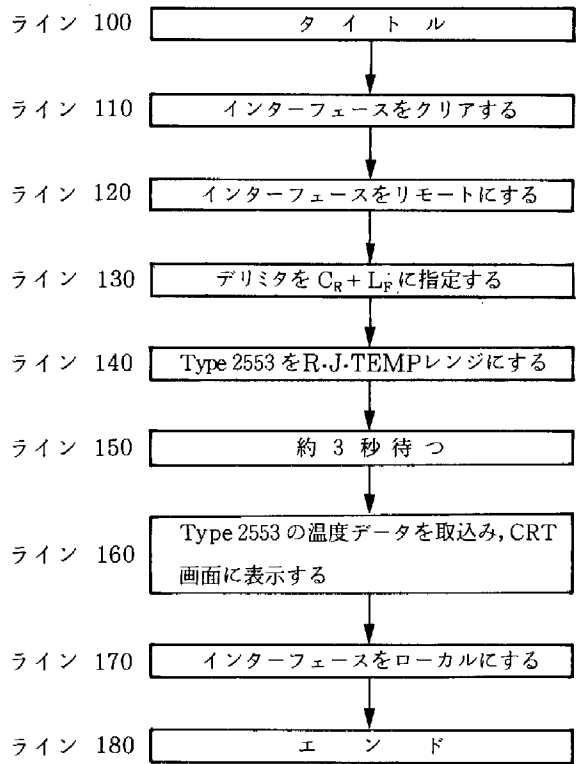 ライン 100 タイトル
ライン 110 インターフェースをクリアする
ライン 120 インターフェースをリモートにする
ライン 130 デリミタを CR + LF に指定する
ライン 140 Type 2553 をR.J.TEMPレンジにする
ライン 150 約 3 秒待つ
ライン 160 Type 2553 の温度データを取込み, CRT
画面に表示する
ライン 170 インターフェースをローカルにする
ライン 180 エンド